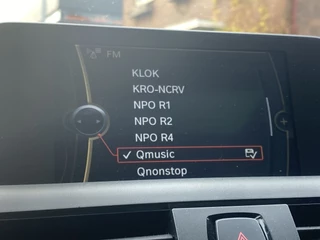 FM
KLOK
KRO-NCRV
NPO R1
NPO R2
NPO R4
✓ Qmusic
Qnonstop